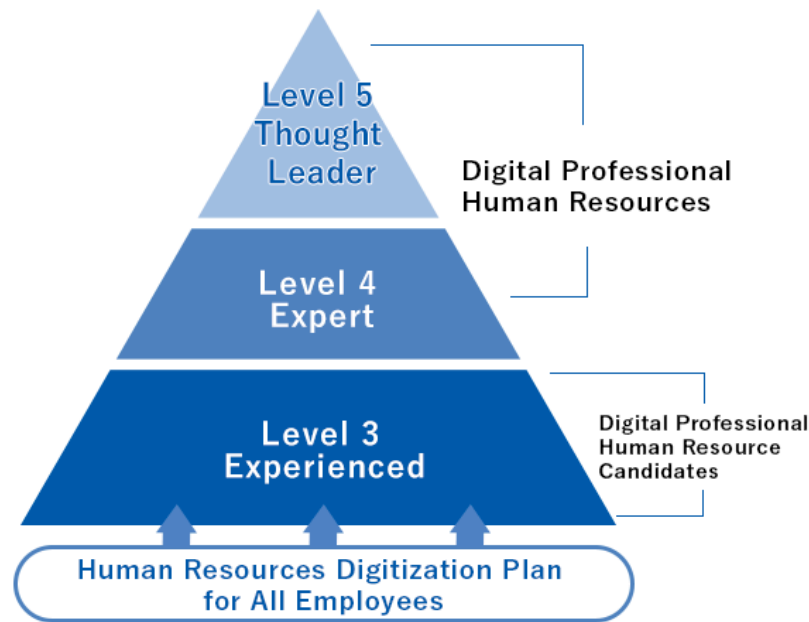 Level 5
Thought
Leader
Digital Professional
Human Resources
Level 4
Expert
Level 3
Experienced
Digital Professional
Human Resource
Candidates
Human Resources Digitization Plan
for All Employees